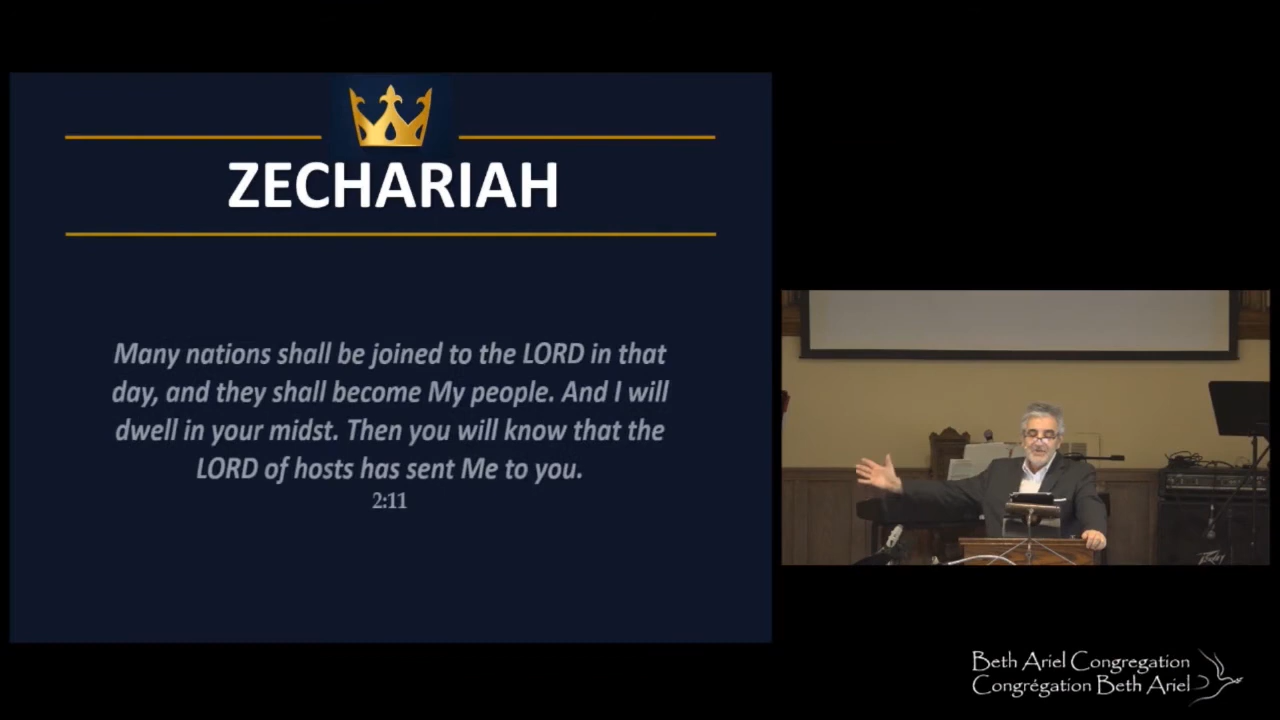 ZECHARIAH
Many nations shall be joined to the LORD in that
day, and they shall become My people. And I will
dwell in your midst. Then you will know that the
LORD of hosts has sent Me to you.
2:11
Peavey
Beth Ariel Congregation
Congrégation Beth Ariel